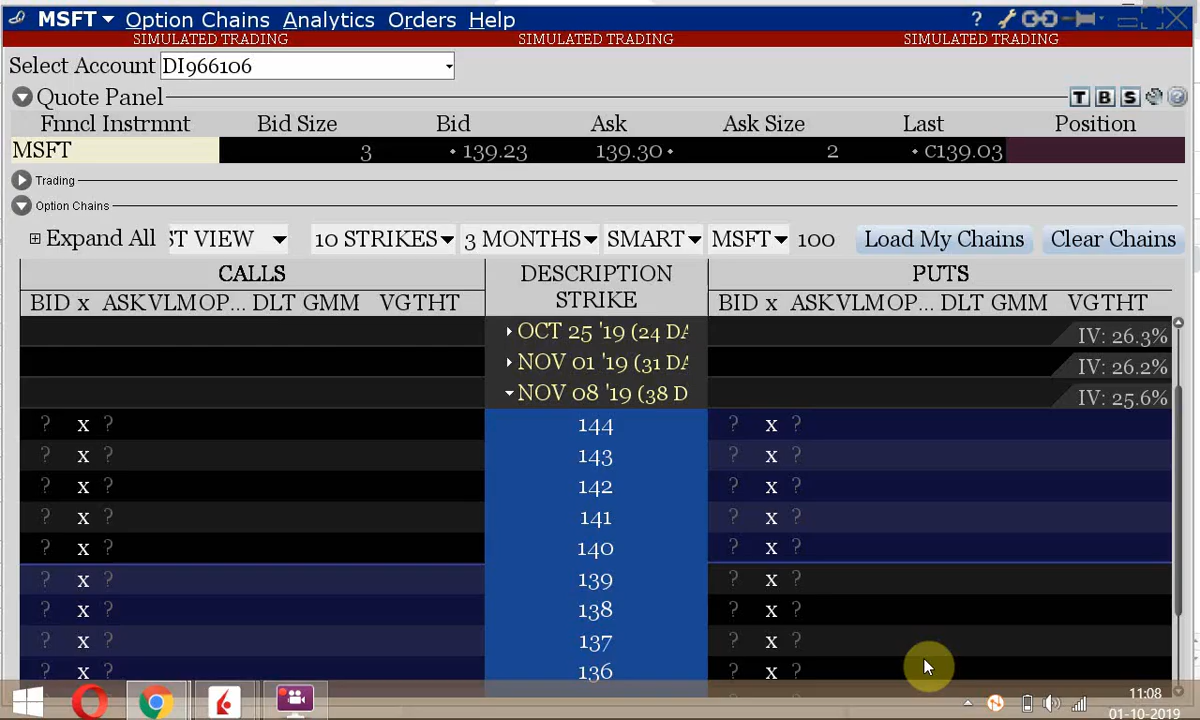 MSFT Option Chains Analytics Orders Help ?
SIMULATED TRADING SIMULATED TRADING SIMULATED TRADING
Select Account DI966106
Quote Panel T B S ?
Fnncl Instrmnt Bid Size Bid Ask Ask Size Last Position
MSFT 3 • 139.23 139.30 • 2 • C139.03
Trading
Option Chains
Expand All ST VIEW 10 STRIKES 3 MONTHS SMART MSFT 100 Load My Chains Clear Chains
CALLS DESCRIPTION PUTS
STRIKE
BID x ASK VLM OP... DLT GMM VG THT BID x ASK VLM OP... DLT GMM VG THT
OCT 25 '19 (24 DA IV: 26.3%
NOV 01 '19 (31 DA IV: 26.2%
NOV 08 '19 (38 D IV: 25.6%
? x ? 144 ? x ?
? x ? 143 ? x ?
? x ? 142 ? x ?
? x ? 141 ? x ?
? x ? 140 ? x ?
? x ? 139 ? x ?
? x ? 138 ? x ?
? x ? 137 ? x ?
? x ? 136 ? x ?
11:08
01-10-2019